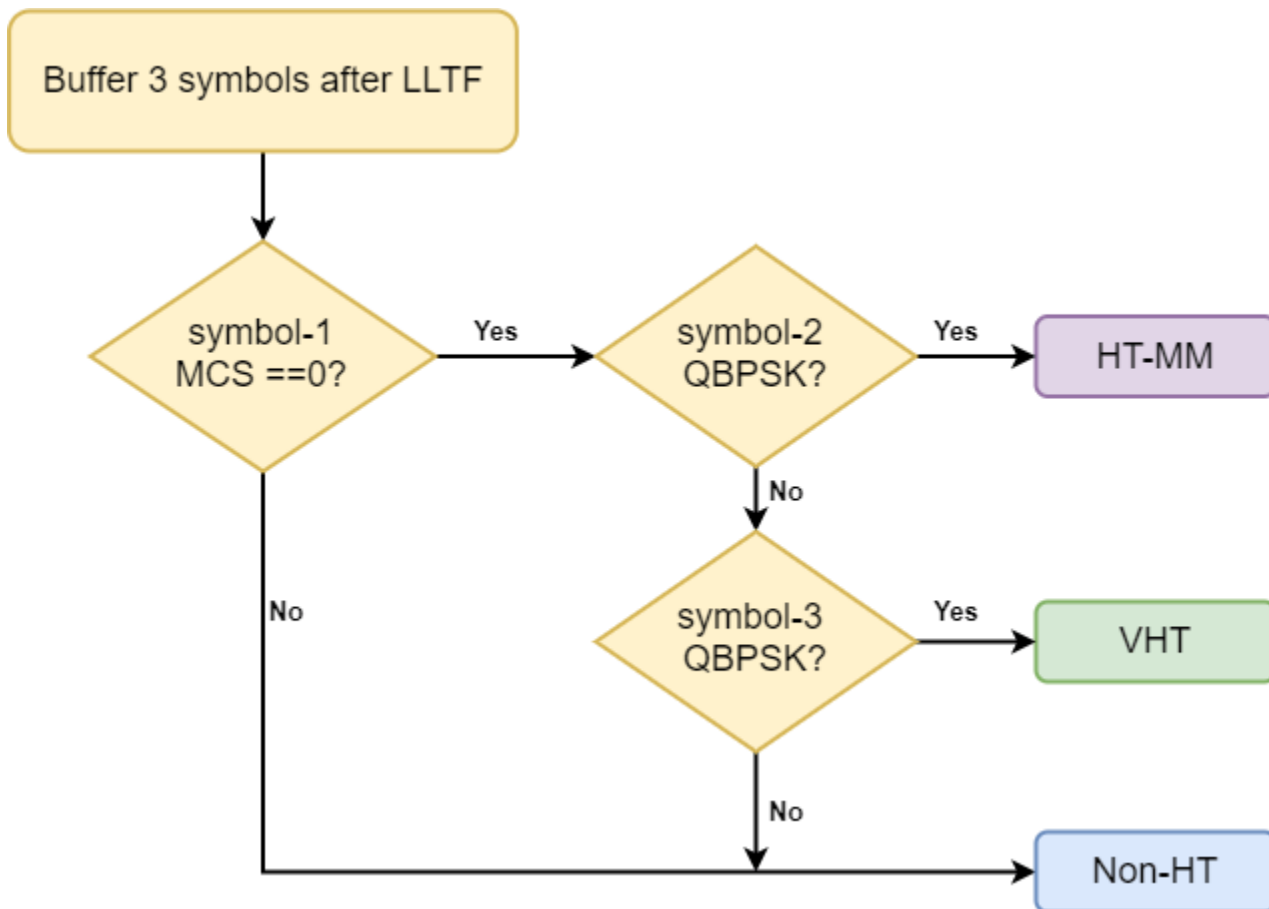 Buffer 3 symbols after LLTF
symbol-1
MCS ==0?
Yes
symbol-2
QBPSK?
Yes
HT-MM
No
No
symbol-3
QBPSK?
Yes
VHT
No
Non-HT